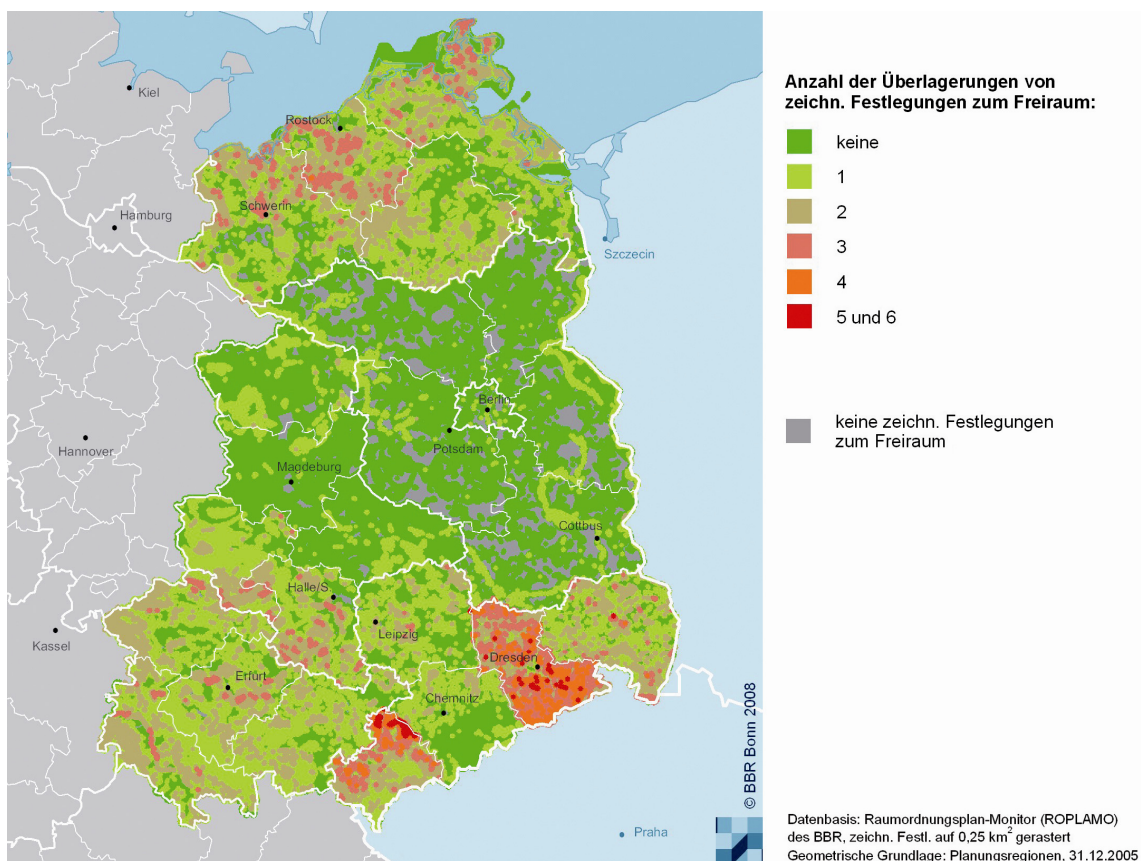 Kiel
Rostock
Schwerin
Hamburg
Szczecin
Berlin
Hannover
Potsdam
Magdeburg
Cottbus
Halle/S.
Kassel
Leipzig
Dresden
Erfurt
Chemnitz
Praha
© BBR Bonn 2008
Anzahl der Überlagerungen von
zeichn. Festlegungen zum Freiraum:
keine
1
2
3
4
5 und 6
keine zeichn. Festlegungen
zum Freiraum
Datenbasis: Raumordnungsplan-Monitor (ROPLAMO)
des BBR, zeichn. Festl. auf 0,25 km² gerastert
Geometrische Grundlage: Planungsregionen, 31.12.2005